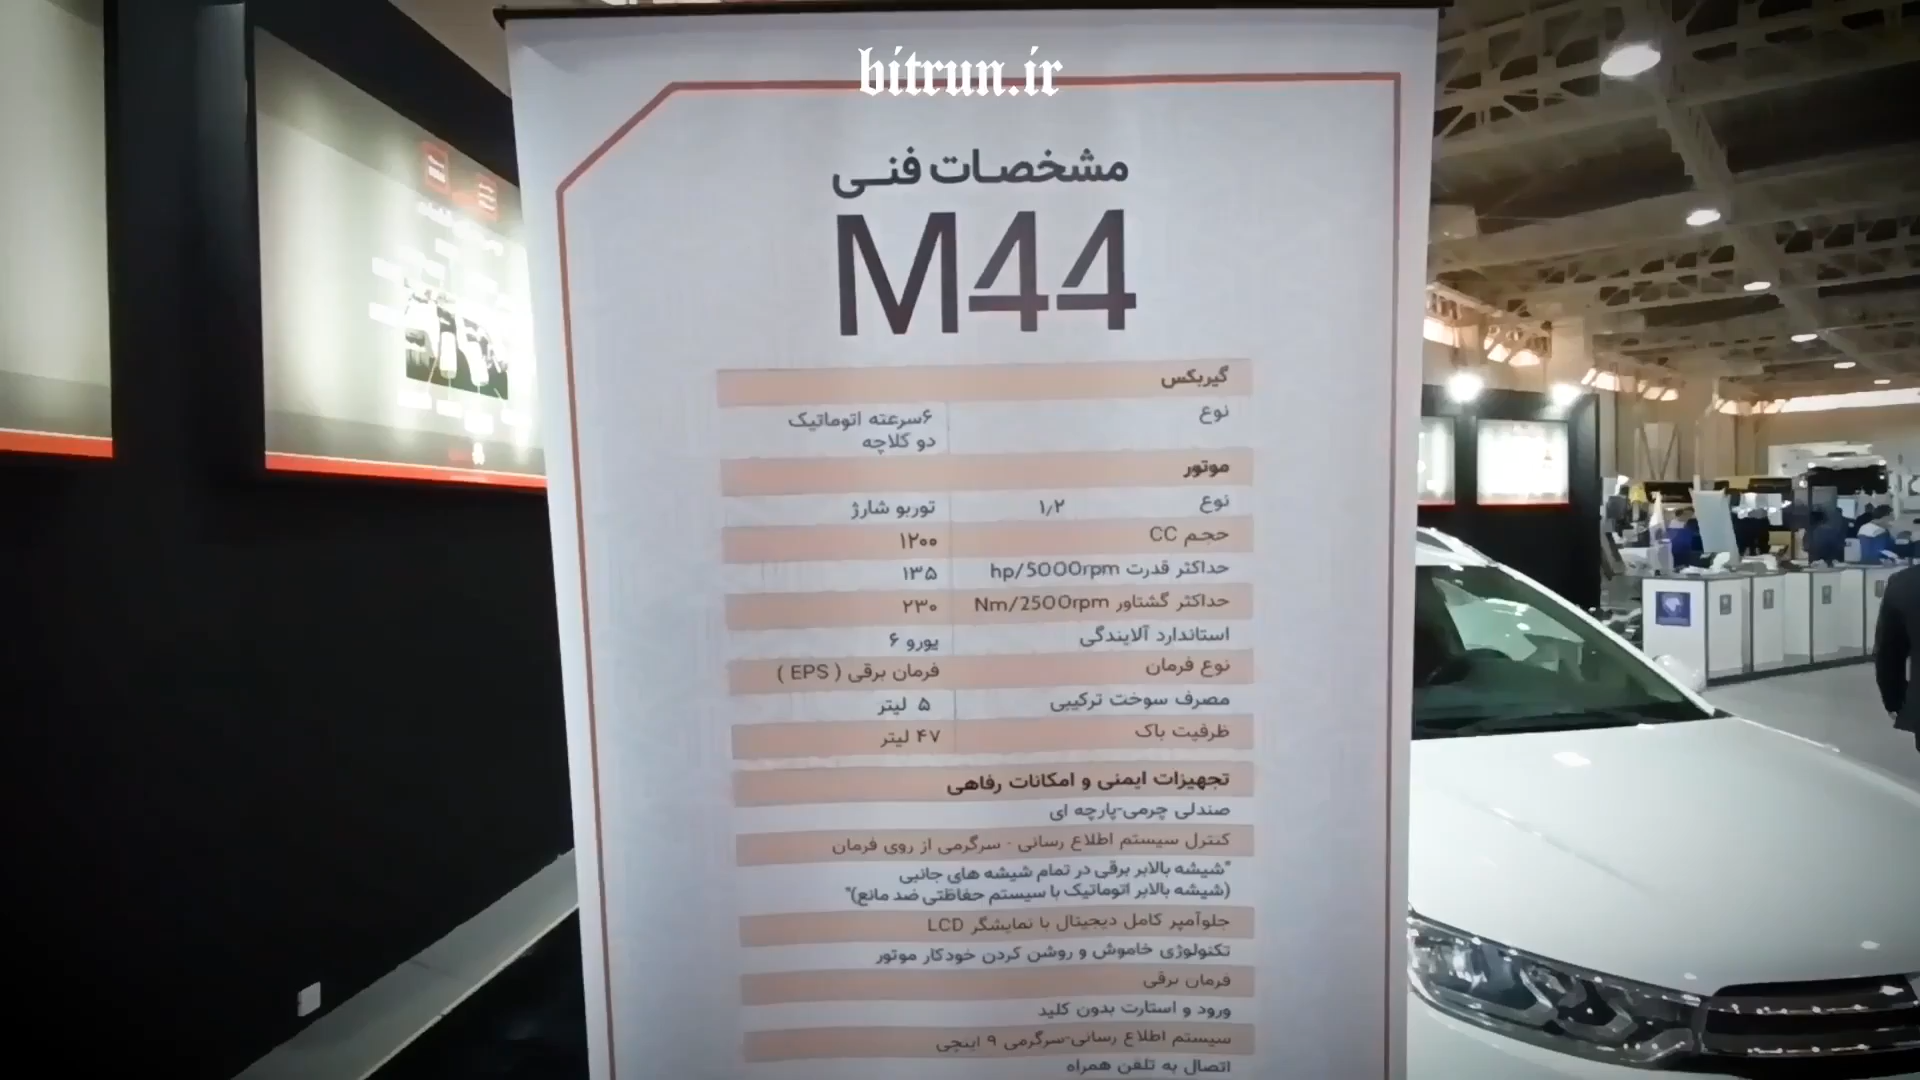 bitrun.ir
مشخصات فنی
M44
گیربکس
نوع ۶سرعته اتوماتیک
دو کلاچه
موتور
نوع ۱٫۲ توربو شارژ
حجم CC ۱۲۰۰
حداکثر قدرت hp/5000rpm ۱۳۵
حداکثر گشتاور Nm/2500rpm ۲۳۰
استاندارد آلایندگی یورو ۶
نوع فرمان فرمان برقی ( EPS )
مصرف سوخت ترکیبی ۵ لیتر
ظرفیت باک ۴۷ لیتر
تجهیزات ایمنی و امکانات رفاهی
صندلی چرمی-پارچه ای
کنترل سیستم اطلاع رسانی - سرگرمی از روی فرمان
"شیشه بالابر برقی در تمام شیشه های جانبی
(شیشه بالابر اتوماتیک با سیستم حفاظتی ضد مانع)"
جلوآمپر کامل دیجیتال با نمایشگر LCD
تکنولوژی خاموش و روشن کردن خودکار موتور
فرمان برقی
ورود و استارت بدون کلید
سیستم اطلاع رسانی-سرگرمی ۹ اینچی
اتصال به تلفن همراه